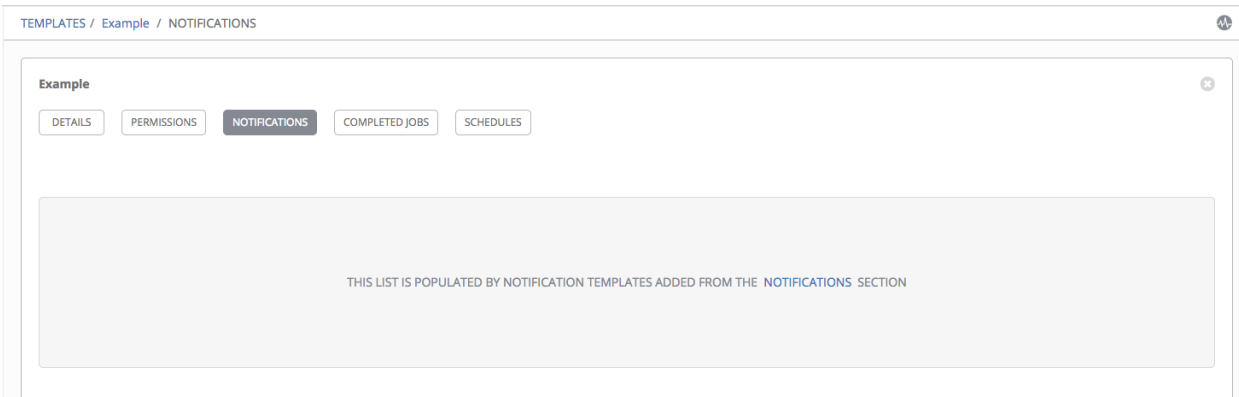 TEMPLATES / Example / NOTIFICATIONS
Example
DETAILS PERMISSIONS NOTIFICATIONS COMPLETED JOBS SCHEDULES
THIS LIST IS POPULATED BY NOTIFICATION TEMPLATES ADDED FROM THE NOTIFICATIONS SECTION